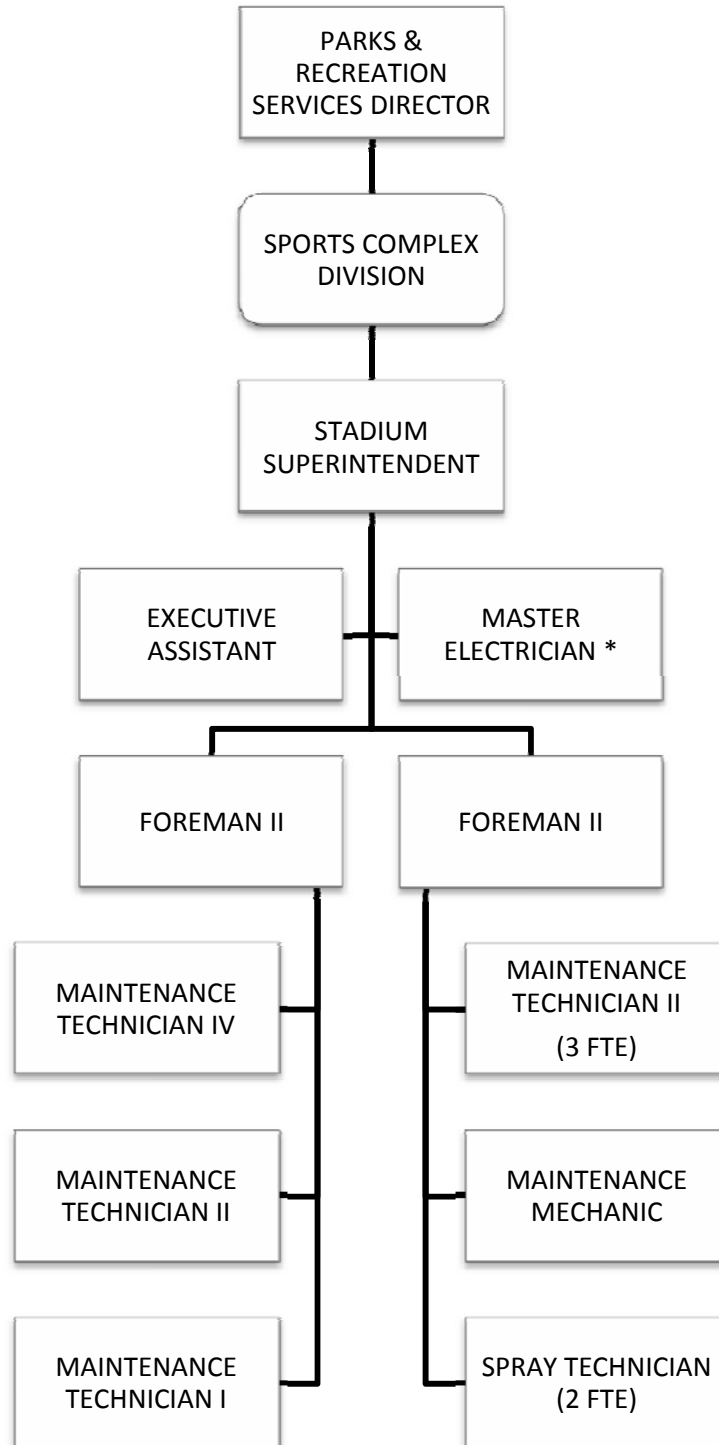 PARKS &
RECREATION
SERVICES DIRECTOR
SPORTS COMPLEX
DIVISION
STADIUM
SUPERINTENDENT
EXECUTIVE
ASSISTANT
MASTER
ELECTRICIAN *
FOREMAN II
FOREMAN II
MAINTENANCE
TECHNICIAN IV
MAINTENANCE
TECHNICIAN II
MAINTENANCE
TECHNICIAN I
MAINTENANCE
TECHNICIAN II
(3 FTE)
MAINTENANCE
MECHANIC
SPRAY TECHNICIAN
(2 FTE)